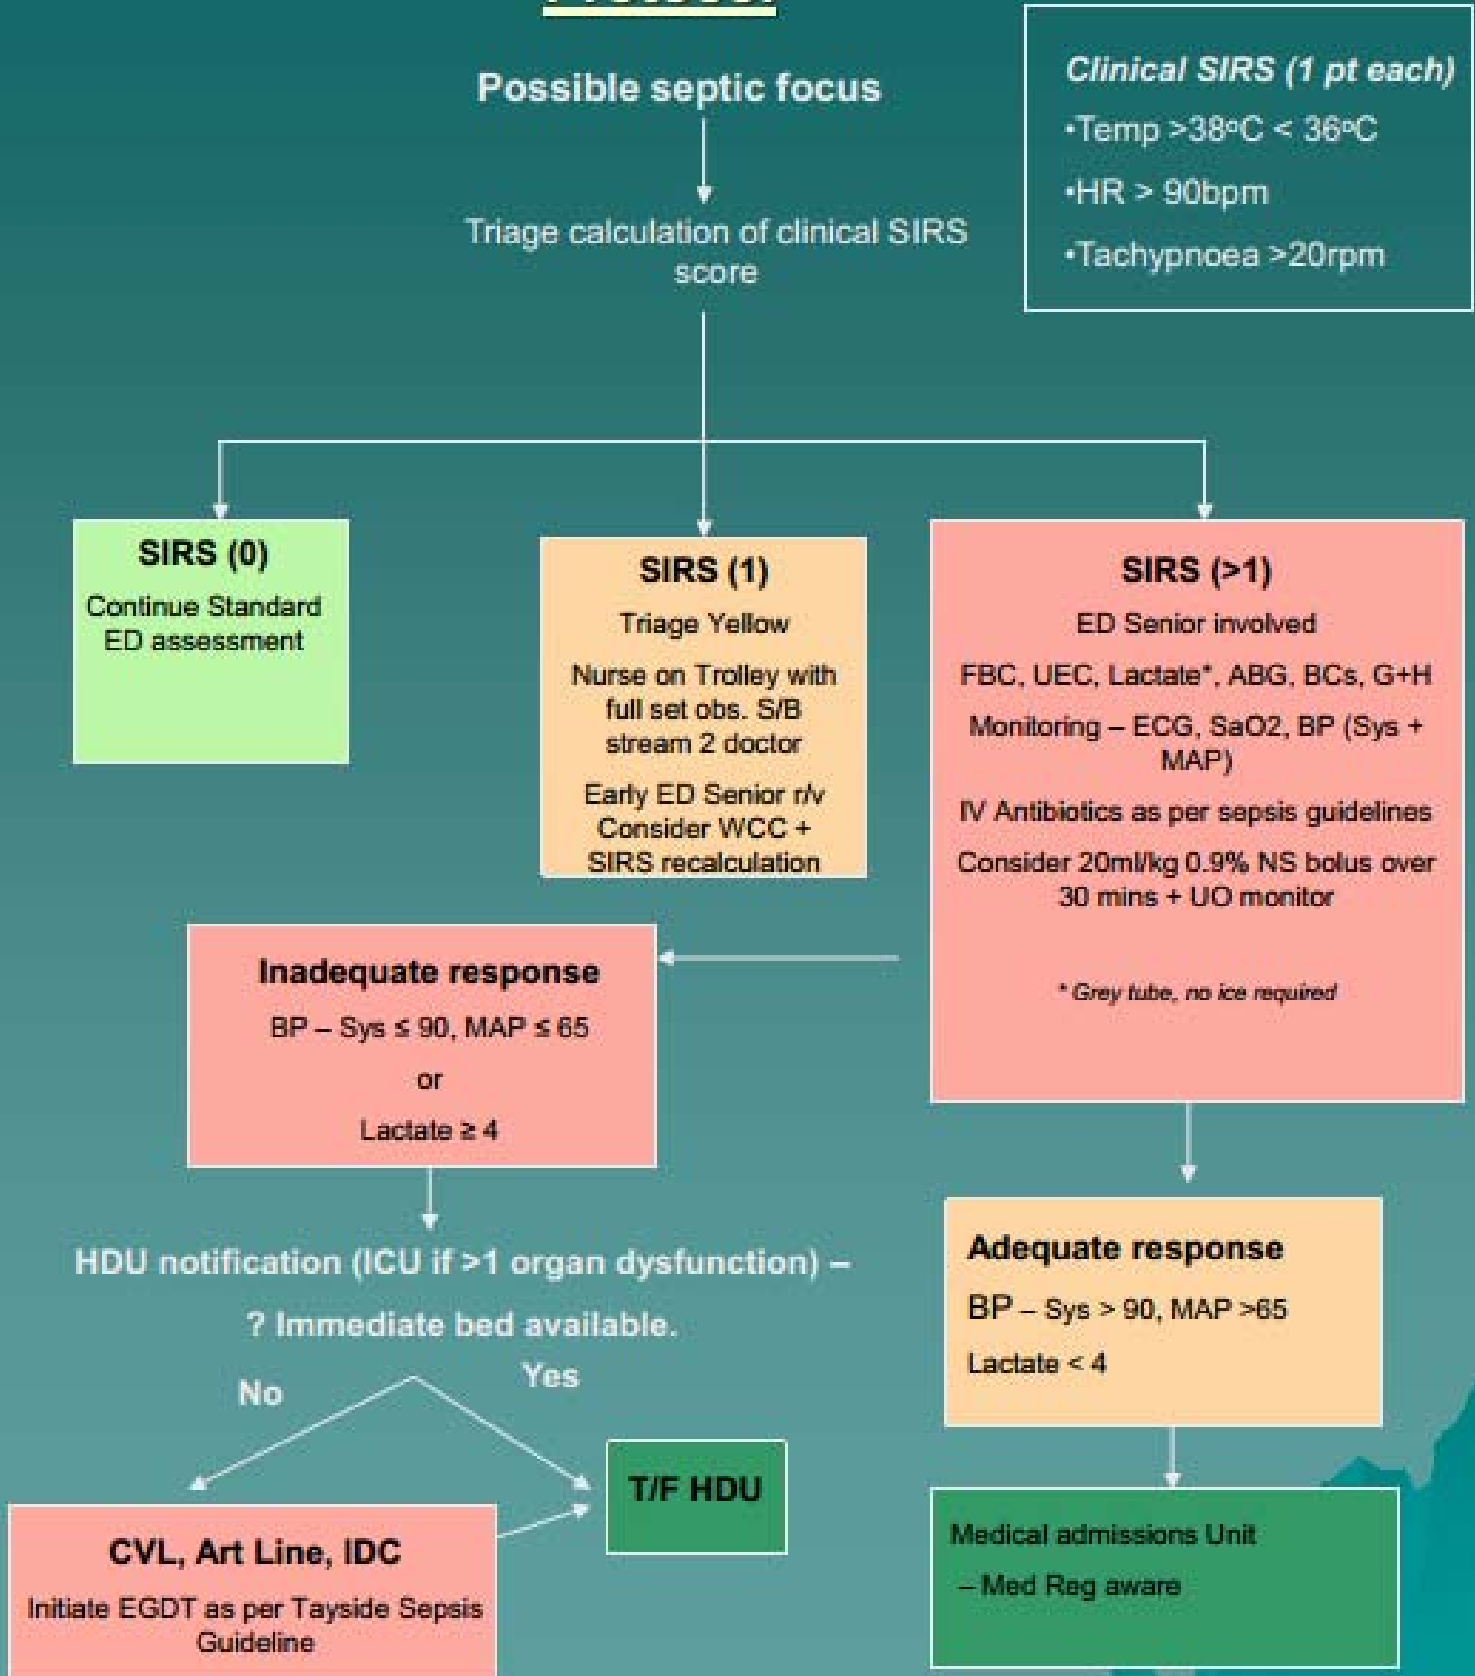 Possible septic focus
Clinical SIRS (1 pt each)
•Temp >38ºC < 36ºC
•HR > 90bpm
•Tachypnoea >20rpm
Triage calculation of clinical SIRS
score
SIRS (0)
Continue Standard
ED assessment
SIRS (1)
Triage Yellow
Nurse on Trolley with
full set obs. S/B
stream 2 doctor
Early ED Senior r/v
Consider WCC +
SIRS recalculation
SIRS (>1)
ED Senior involved
FBC, UEC, Lactate*, ABG, BCs, G+H
Monitoring – ECG, SaO2, BP (Sys +
MAP)
IV Antibiotics as per sepsis guidelines
Consider 20ml/kg 0.9% NS bolus over
30 mins + UO monitor
* Grey tube, no ice required
Inadequate response
BP – Sys ≤ 90, MAP ≤ 65
or
Lactate ≥ 4
HDU notification (ICU if >1 organ dysfunction) –
? Immediate bed available.
No
Yes
T/F HDU
CVL, Art Line, IDC
Initiate EGDT as per Tayside Sepsis
Guideline
Adequate response
BP – Sys > 90, MAP >65
Lactate < 4
Medical admissions Unit
– Med Reg aware